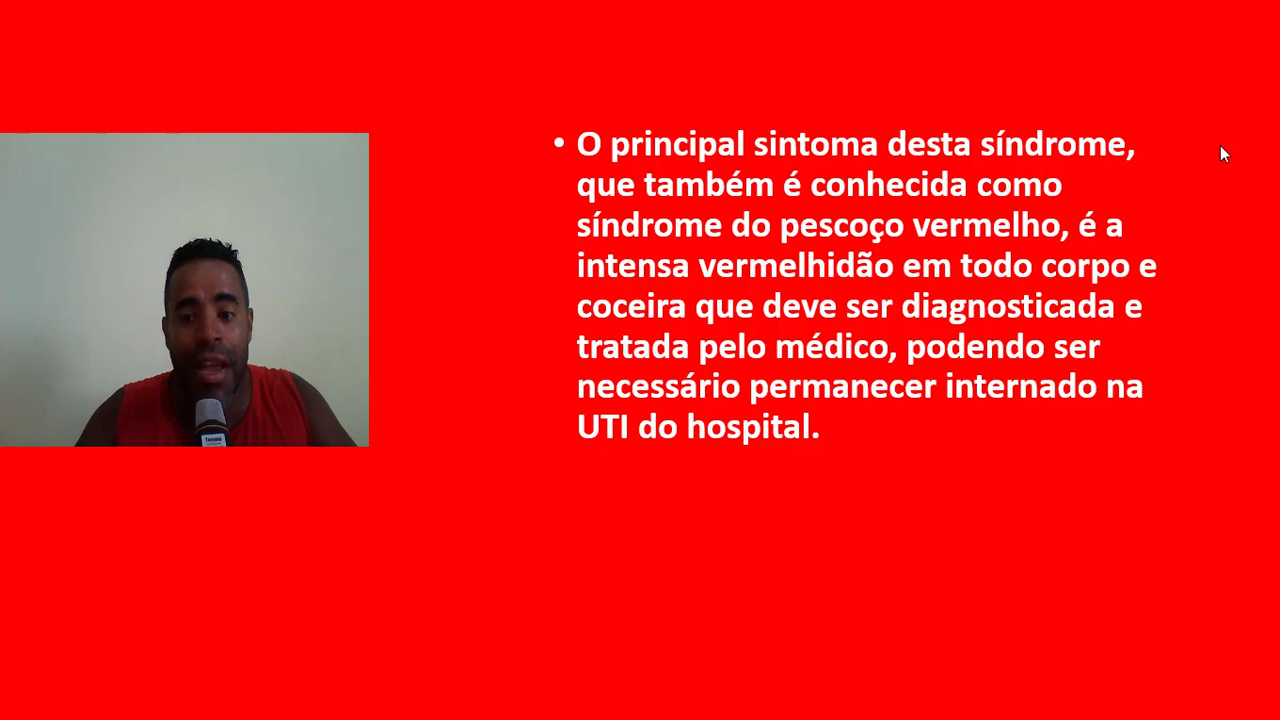 • O principal sintoma desta síndrome,
que também é conhecida como
síndrome do pescoço vermelho, é a
intensa vermelhidão em todo corpo e
coceira que deve ser diagnosticada e
tratada pelo médico, podendo ser
necessário permanecer internado na
UTI do hospital.